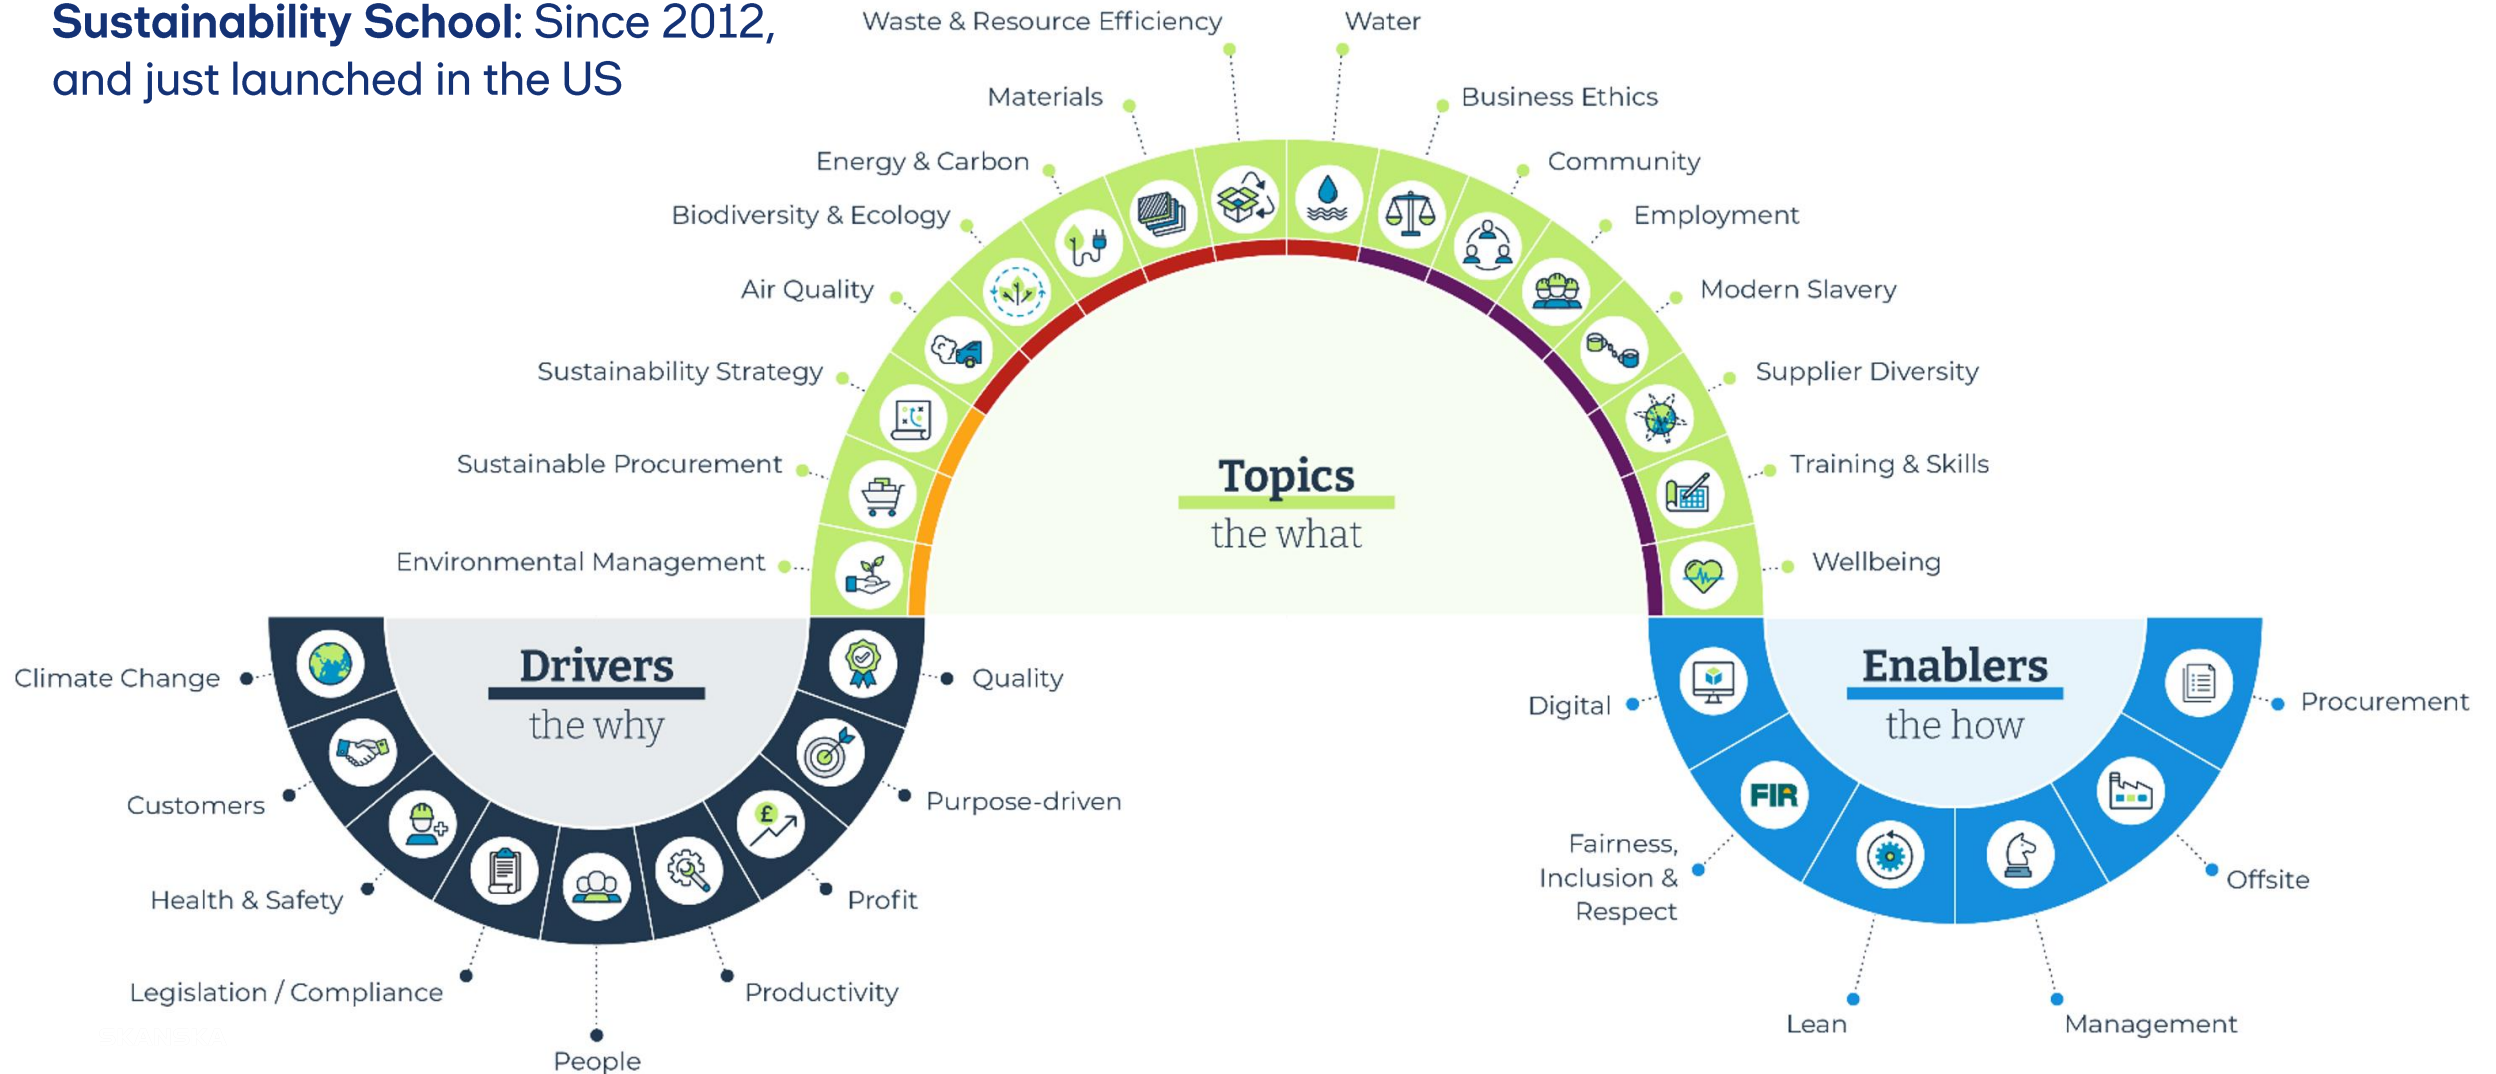 Sustainability School: Since 2012,
and just launched in the US
Waste & Resource Efficiency
Water
Materials
Business Ethics
Energy & Carbon
Community
Biodiversity & Ecology
Employment
Air Quality
Modern Slavery
Sustainability Strategy
Supplier Diversity
Sustainable Procurement
Training & Skills
Environmental Management
Wellbeing
Topics
the what
Drivers
the why
Climate Change
Customers
Health & Safety
Legislation / Compliance
People
Productivity
Profit
£
Purpose-driven
Quality
Enablers
the how
Digital
FIR
Fairness,
Inclusion &
Respect
Lean
Management
Offsite
Procurement